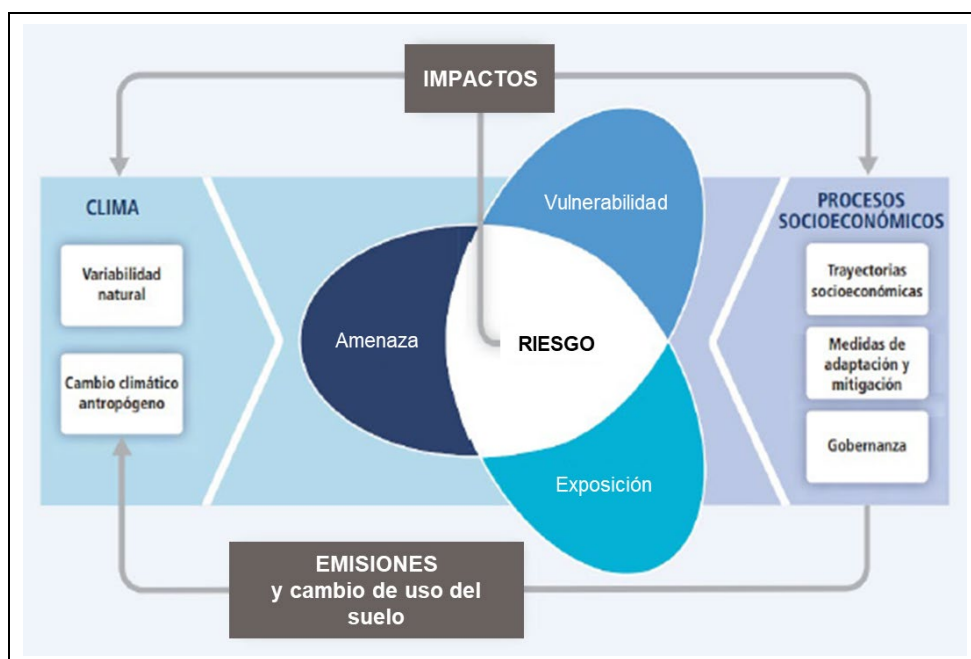 IMPACTOS
CLIMA
Variabilidad
natural
Cambio climático
antropógeno
Vulnerabilidad
Amenaza
RIESGO
Exposición
PROCESOS
SOCIOECONÓMICOS
Trayectorias
socioeconómicas
Medidas de
adaptación y
mitigación
Gobernanza
EMISIONES
y cambio de uso del
suelo